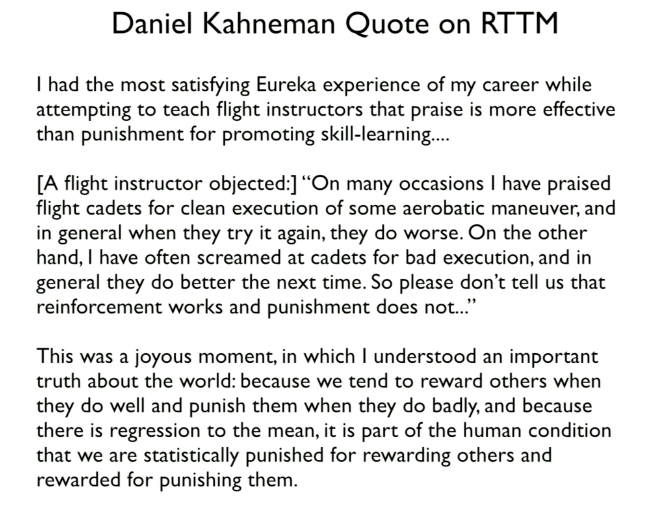 Daniel Kahneman Quote on RTTM
I had the most satisfying Eureka experience of my career while
attempting to teach flight instructors that praise is more effective
than punishment for promoting skill-learning....
[A flight instructor objected:] “On many occasions I have praised
flight cadets for clean execution of some aerobatic maneuver, and
in general when they try it again, they do worse. On the other
hand, I have often screamed at cadets for bad execution, and in
general they do better the next time. So please don’t tell us that
reinforcement works and punishment does not...”
This was a joyous moment, in which I understood an important
truth about the world: because we tend to reward others when
they do well and punish them when they do badly, and because
there is regression to the mean, it is part of the human condition
that we are statistically punished for rewarding others and
rewarded for punishing them.